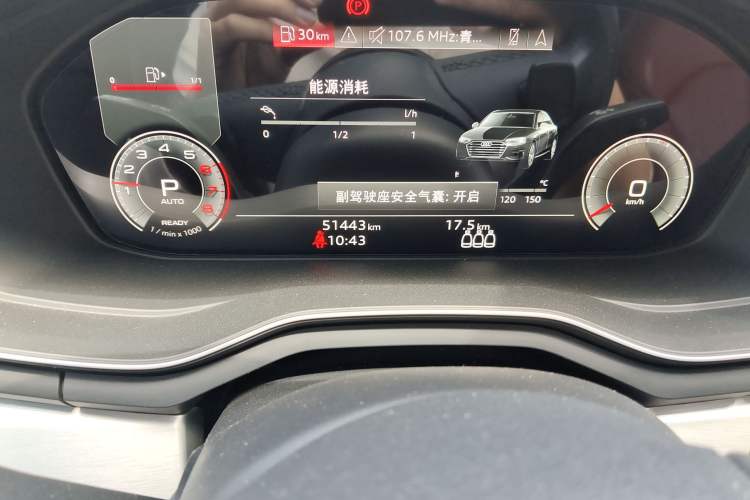 P
30 km
107.6 MHz:青...
0 1/1
能源消耗
l/h
0 1/2 1
1 2 3 4 5 6 7 8
P
AUTO
READY
1 / min x 1000
副驾驶座安全气囊: 开启
°C
120 150
0
km/h
51443 km
17.5 km
10:43